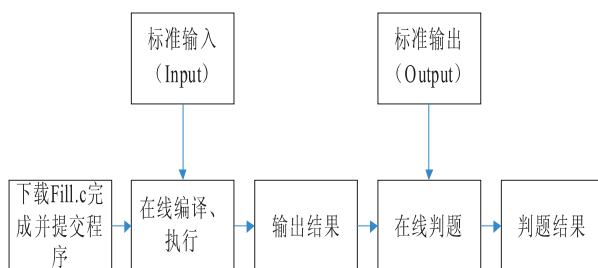 标准输入
（Input）
标准输出
（Output）
下载Fill.c完
成并提交程
序
在线编译、
执行
输出结果
在线判题
判题结果